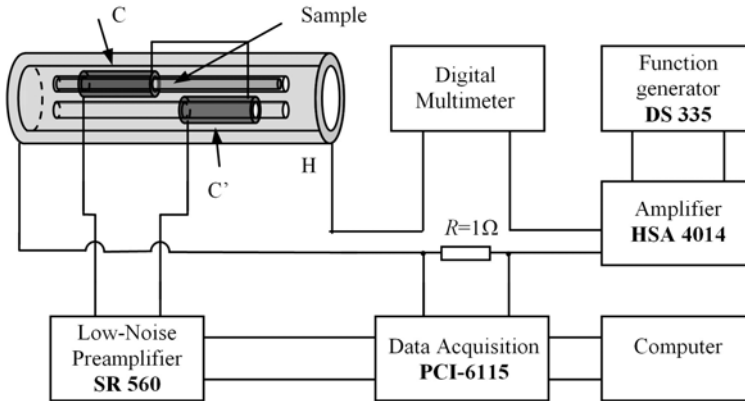 C
Sample
Digital
Multimeter
Function
generator
DS 335
C'
H
Amplifier
HSA 4014
R=1Ω
Low-Noise
Preamplifier
SR 560
Data Acquisition
PCI-6115
Computer